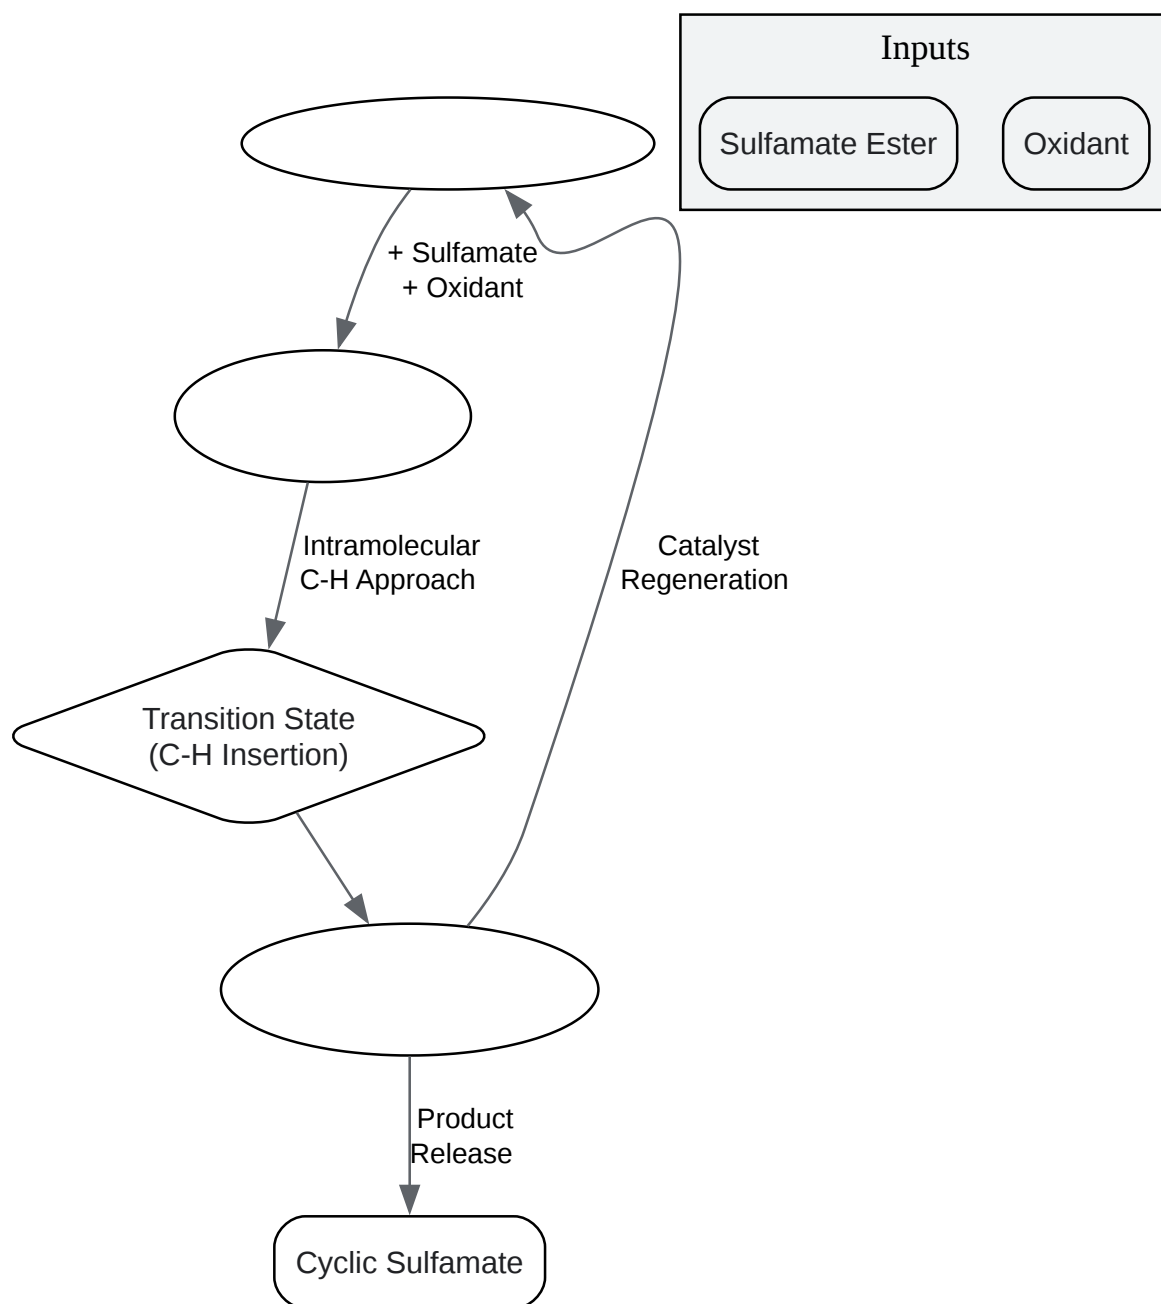 Inputs
Sulfamate Ester
Oxidant
+ Sulfamate
+ Oxidant
Intramolecular
C-H Approach
Catalyst
Regeneration
Transition State
(C-H Insertion)
Product
Release
Cyclic Sulfamate